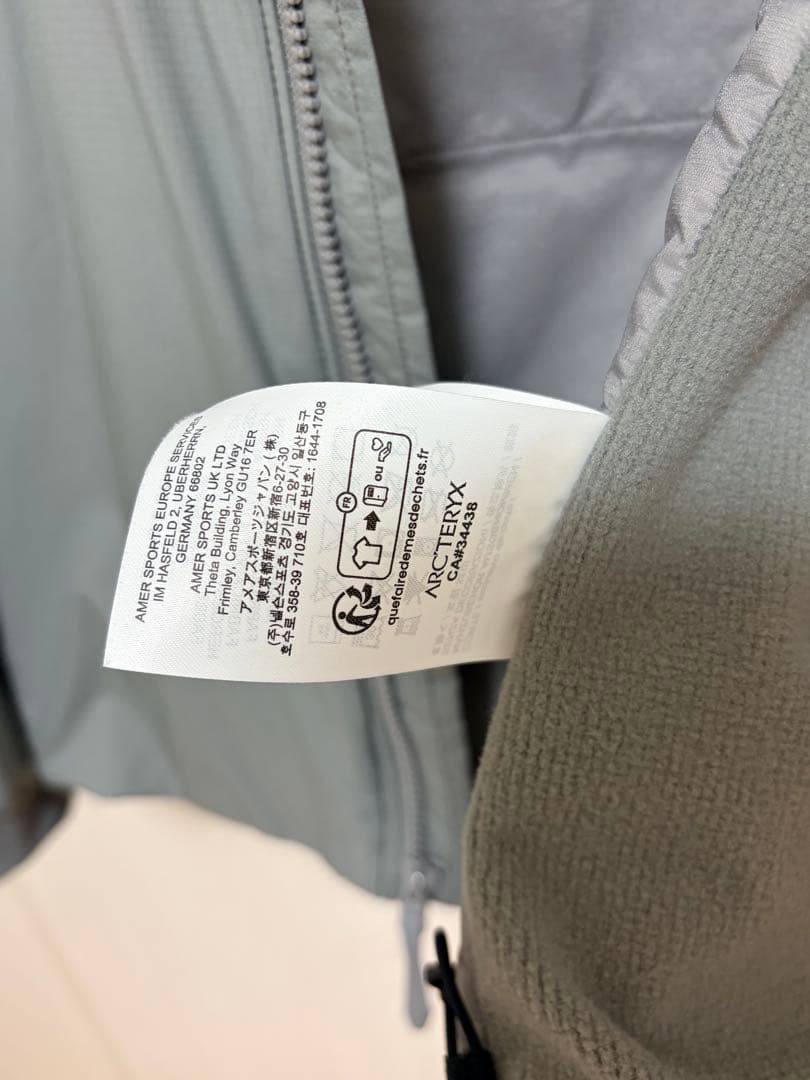 AMER SPORTS EUROPE SERVICES
IM HASFELD 2, UBERHERRN,
GERMANY 66802
AMER SPORTS UK LTD
Theta Building, Lyon Way
Frimley, Camberley GU16 7ER
アメアスポーツジャパン (株)
東京都新宿区新宿6-27-30
(주)넬슨스포츠 경기도 고양시 일산동구
호수로 358-39 710호 대표번호: 1644-1708
FR
ou
quefairedemesdechets.fr
ARC'TERYX
CA#34438